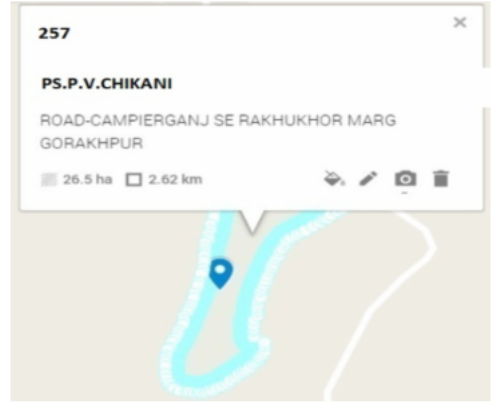 257
PS.P.V.CHIKANI
ROAD-CAMPIERGANJ SE RAKHUKHOR MARG
GORAKHPUR
26.5 ha 2.62 km